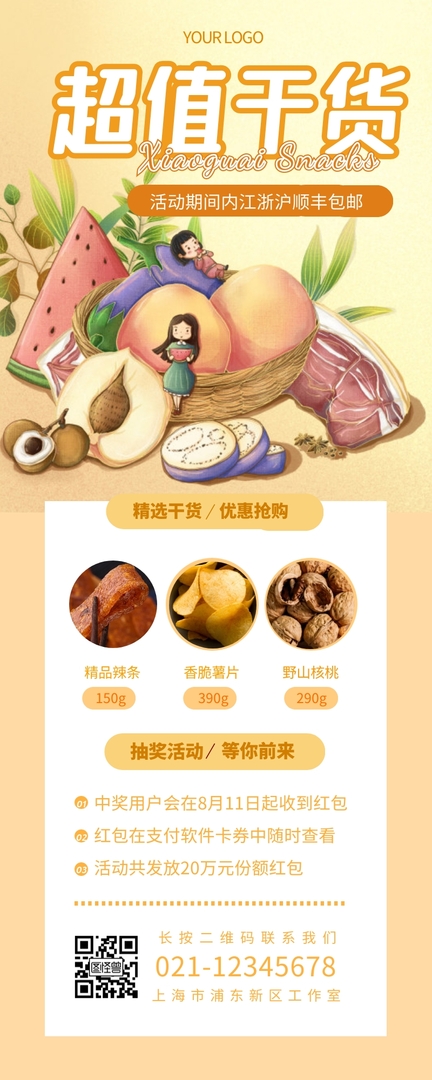 YOUR LOGO
超值干货
Xiaoguai Snacks
活动期间内江浙沪顺丰包邮
精选干货/优惠抢购
精品辣条 香脆薯片 野山核桃
150g 390g 290g
抽奖活动/等你前来
01 中奖用户会在8月11日起收到红包
02 红包在支付软件卡券中随时查看
03 活动共发放20万元份额红包
长按二维码联系我们
图怪兽
021-12345678
上海市浦东新区工作室